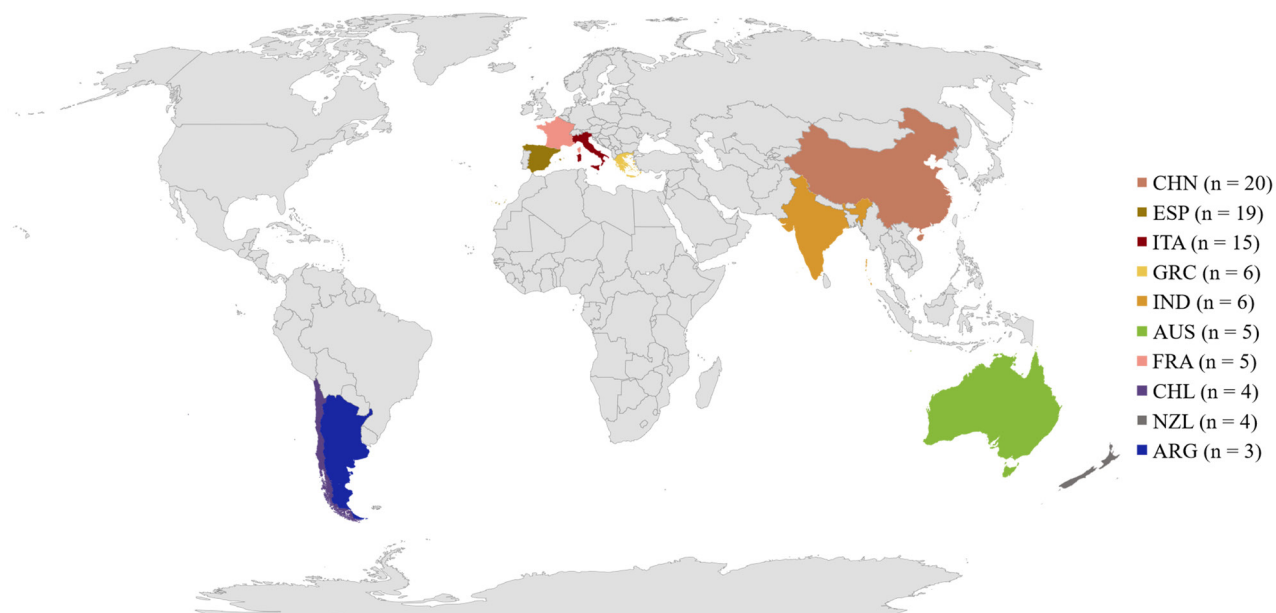 CHN (n = 20)
ESP (n = 19)
ITA (n = 15)
GRC (n = 6)
IND (n = 6)
AUS (n = 5)
FRA (n = 5)
CHL (n = 4)
NZL (n = 4)
ARG (n = 3)